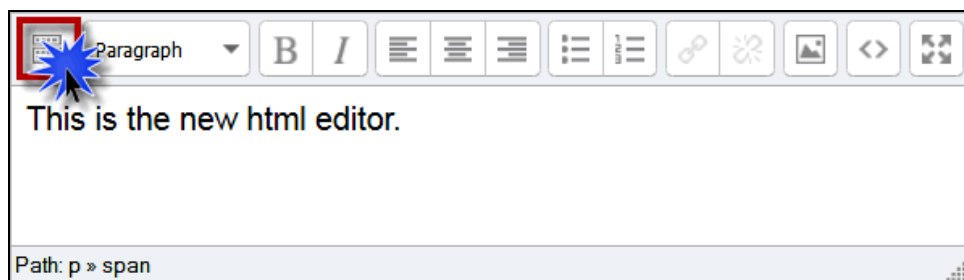 Paragraph B I
This is the new html editor.
Path: p » span